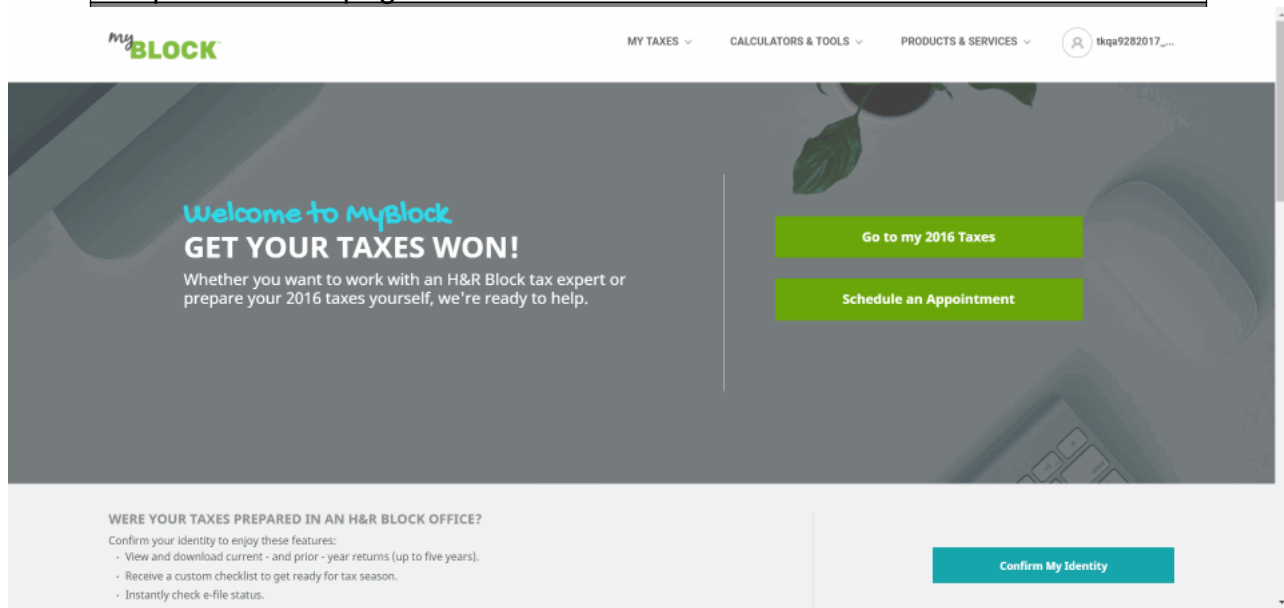 my BLOCK
MY TAXES
CALCULATORS & TOOLS
PRODUCTS & SERVICES
tkqa9282017_...
Welcome to MyBlock
GET YOUR TAXES WON!
Whether you want to work with an H&R Block tax expert or
prepare your 2016 taxes yourself, we're ready to help.
Go to my 2016 Taxes
Schedule an Appointment
WERE YOUR TAXES PREPARED IN AN H&R BLOCK OFFICE?
Confirm your identity to enjoy these features:
· View and download current - and prior - year returns (up to five years).
· Receive a custom checklist to get ready for tax season.
· Instantly check e-file status.
Confirm My Identity